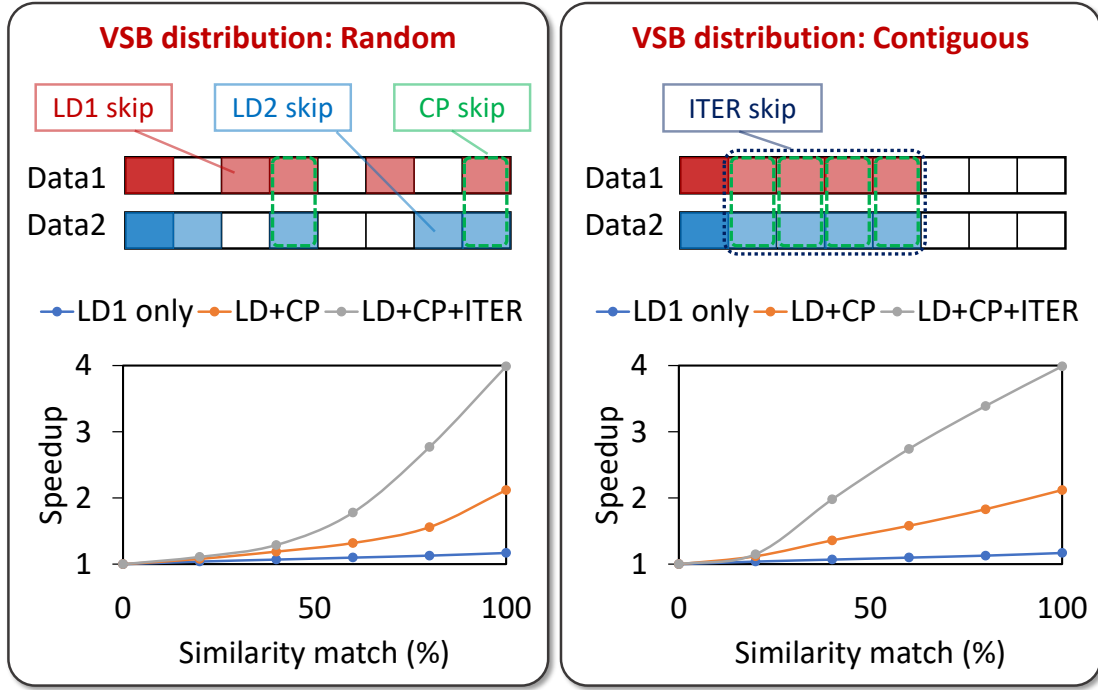 VSB distribution: Random
LD1 skip
LD2 skip
CP skip
Data1
Data2
LD1 only
LD+CP
LD+CP+ITER
4
3
2
1
Speedup
0
50
100
Similarity match (%)
VSB distribution: Contiguous
ITER skip
Data1
Data2
LD1 only
LD+CP
LD+CP+ITER
4
3
2
1
Speedup
0
50
100
Similarity match (%)